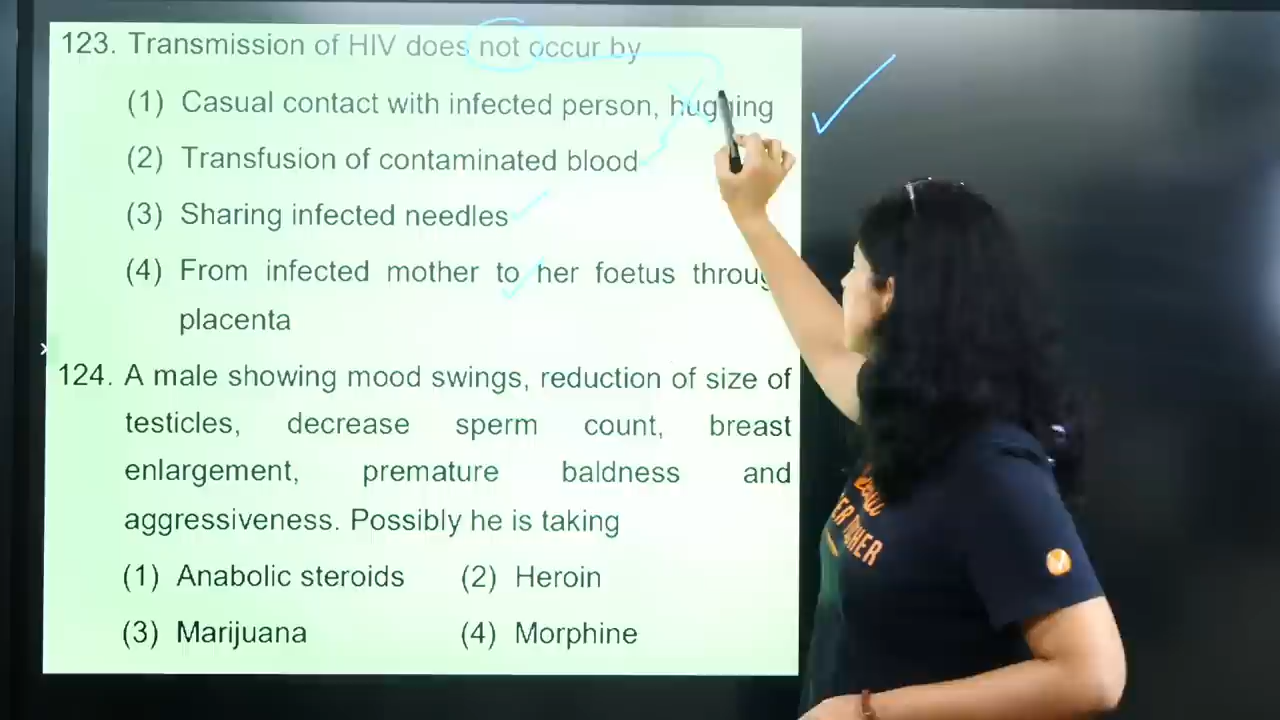 123. Transmission of HIV does not occur by
(1) Casual contact with infected person, hugging
(2) Transfusion of contaminated blood
(3) Sharing infected needles
(4) From infected mother to her foetus
placenta
124. A male showing mood swings, reduction of size of
testicles, decrease sperm count, breast
enlargement, premature baldness and
aggressiveness. Possibly he is taking
(1) Anabolic steroids (2) Heroin
(3) Marijuana (4) Morphine